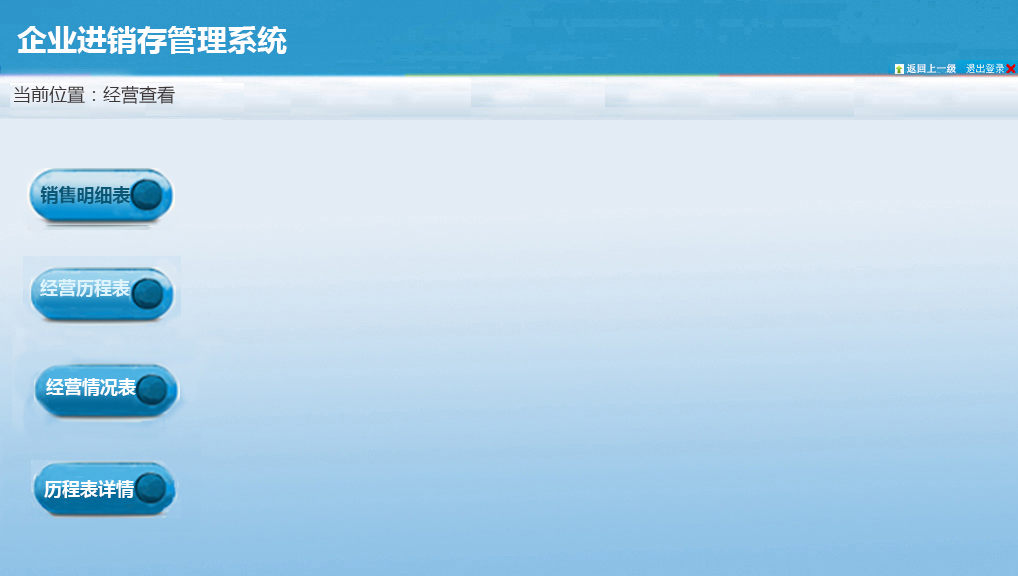 企业进销存管理系统
返回上一级 退出登录
当前位置：经营查看
销售明细表
经营历程表
经营情况表
历程表详情